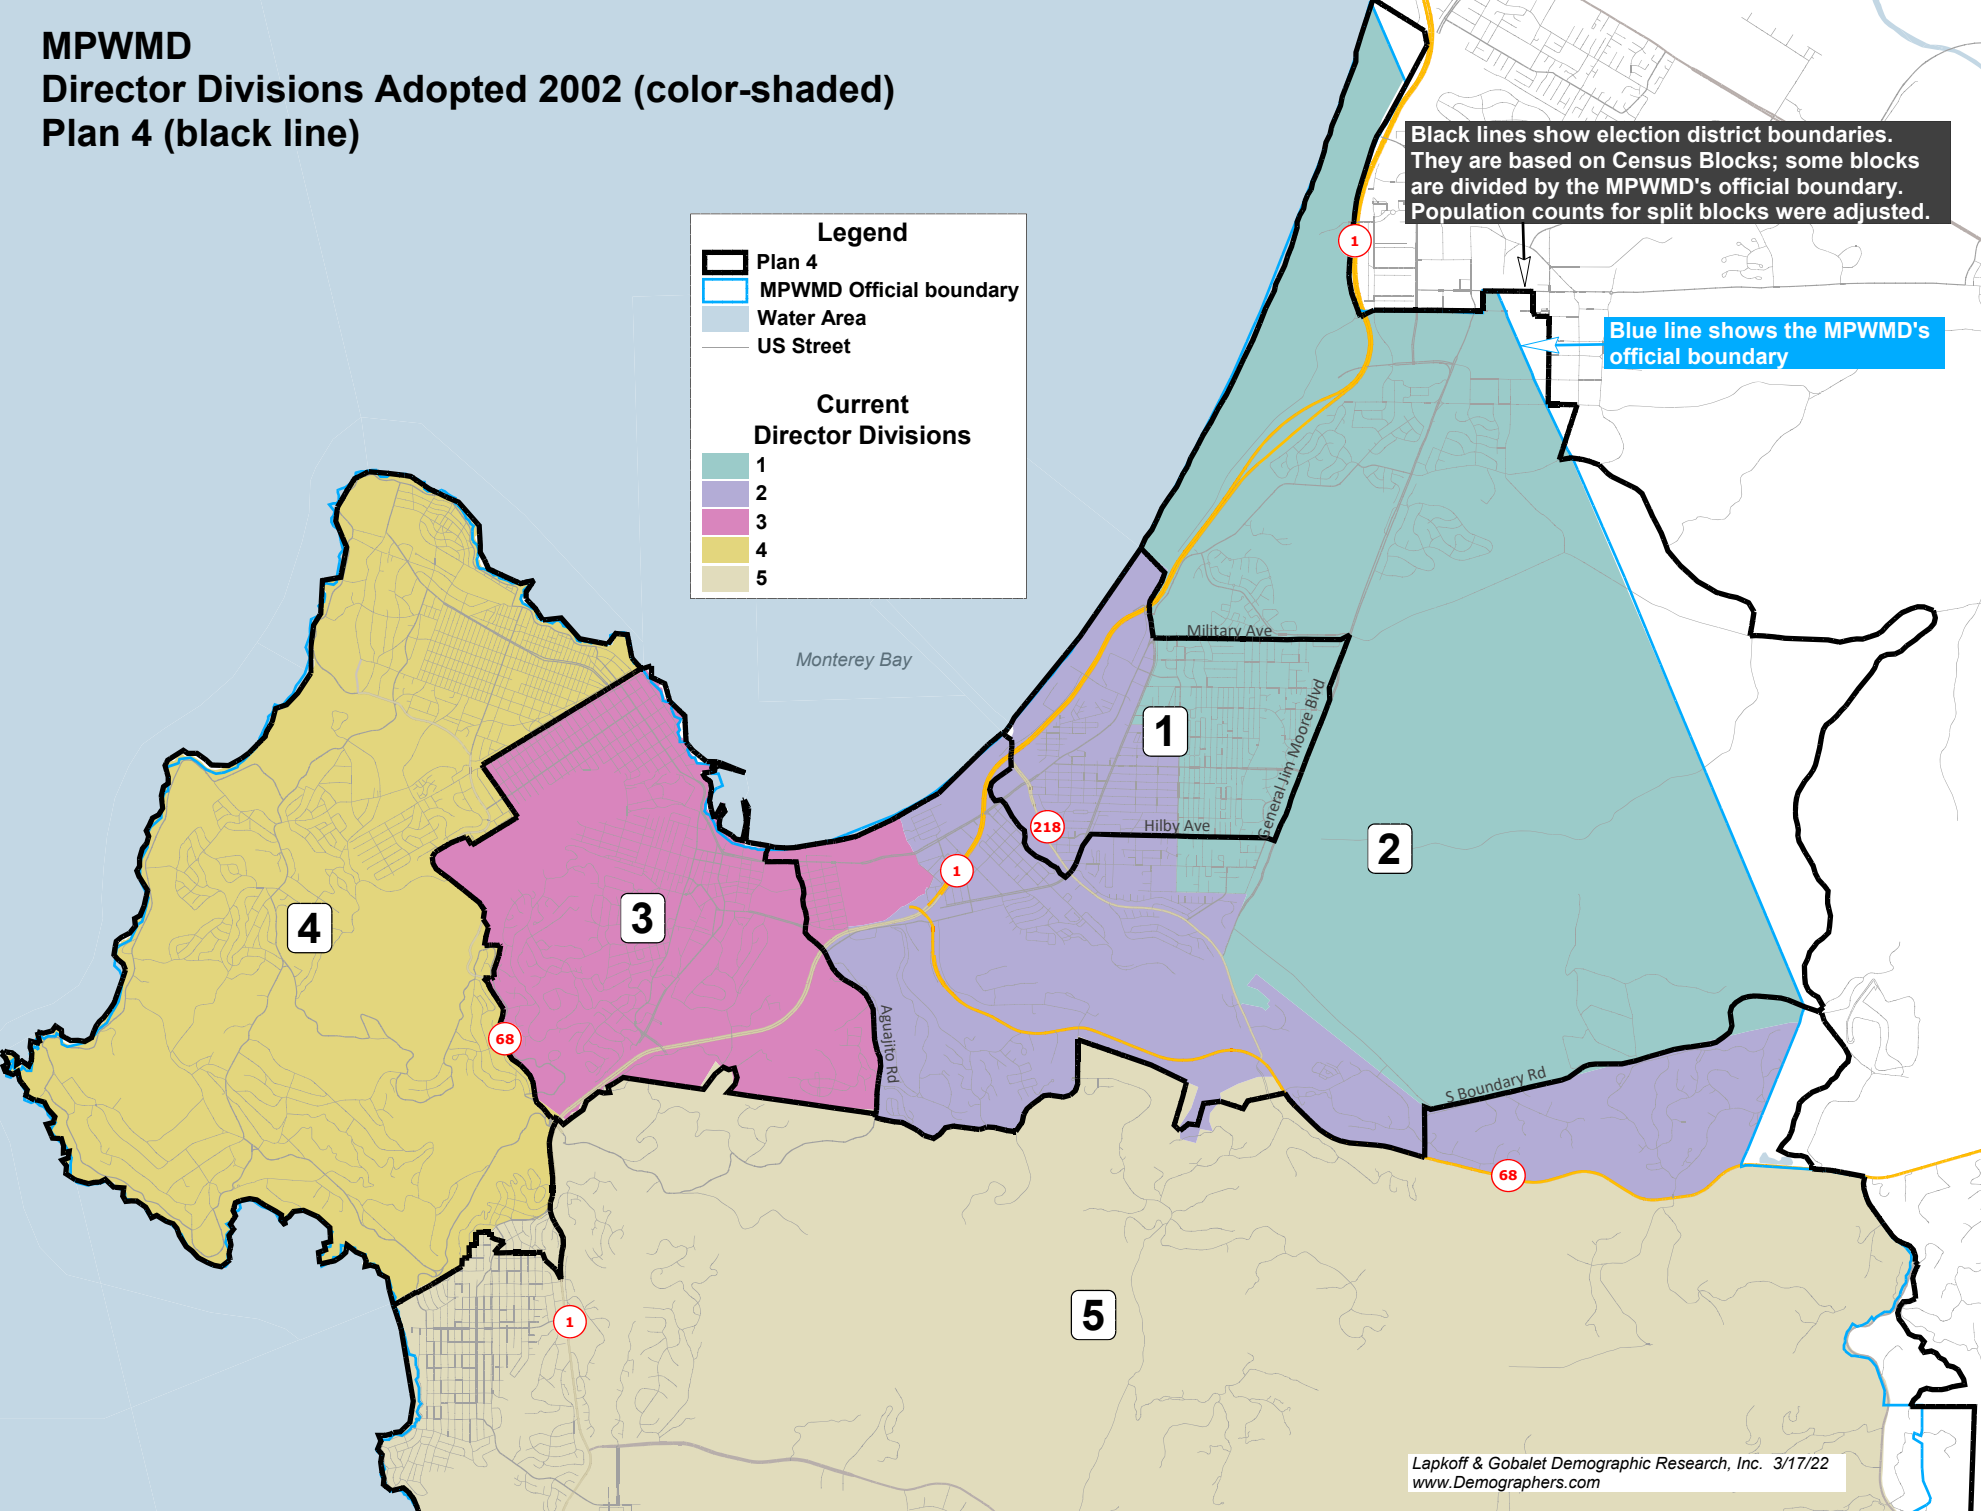 MPWMD
Director Divisions Adopted 2002 (color-shaded)
Plan 4 (black line)
Black lines show election district boundaries.
They are based on Census Blocks; some blocks
are divided by the MPWMD's official boundary.
Population counts for split blocks were adjusted.
Legend
Plan 4
MPWMD Official boundary
Water Area
US Street
Current
Director Divisions
1
2
3
4
5
1
Blue line shows the MPWMD's
official boundary
Military Ave
Monterey Bay
General Jim Moore Blvd
1
218
Hilby Ave
2
1
3
4
68
Aguajito Rd
S Boundary Rd
68
5
1
Lapkoff & Gobalet Demographic Research, Inc. 3/17/22
www.Demographers.com